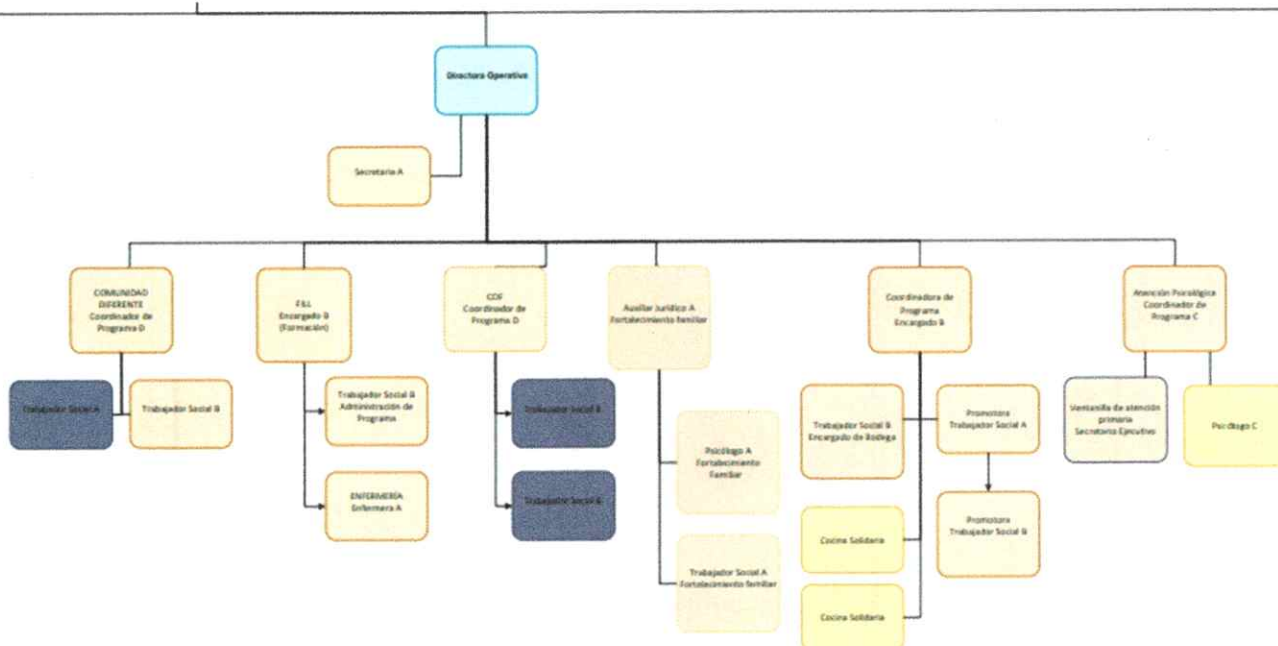 Directora Operativa
Secretaria A
COMUNIDAD
DIFERENTE
Coordinador de
Programa D
FILL
Encargado B
(Formación)
Coordinador de
Programa D
Auxiliar Jurídico A
Fortalecimiento familiar
Coordinadora de
Programa
Encargado B
Atención Psicológica
Coordinador de
Programa C
Trabajador Social A
Trabajador Social B
Trabajador Social B
Administración de
Programa
Trabajador Social B
Trabajador Social B
Encargado de Bodega
Promotora
Trabajador Social A
Ventanilla de atención
primaria
Secretario Ejecutivo
Psicólogo C
Psicólogo A
Fortalecimiento
Familiar
ENFERMERÍA
Enfermera A
Trabajador Social B
Promotora
Trabajador Social B
Cocina Solidaria
Trabajador Social A
Fortalecimiento familiar
Cocina Solidaria